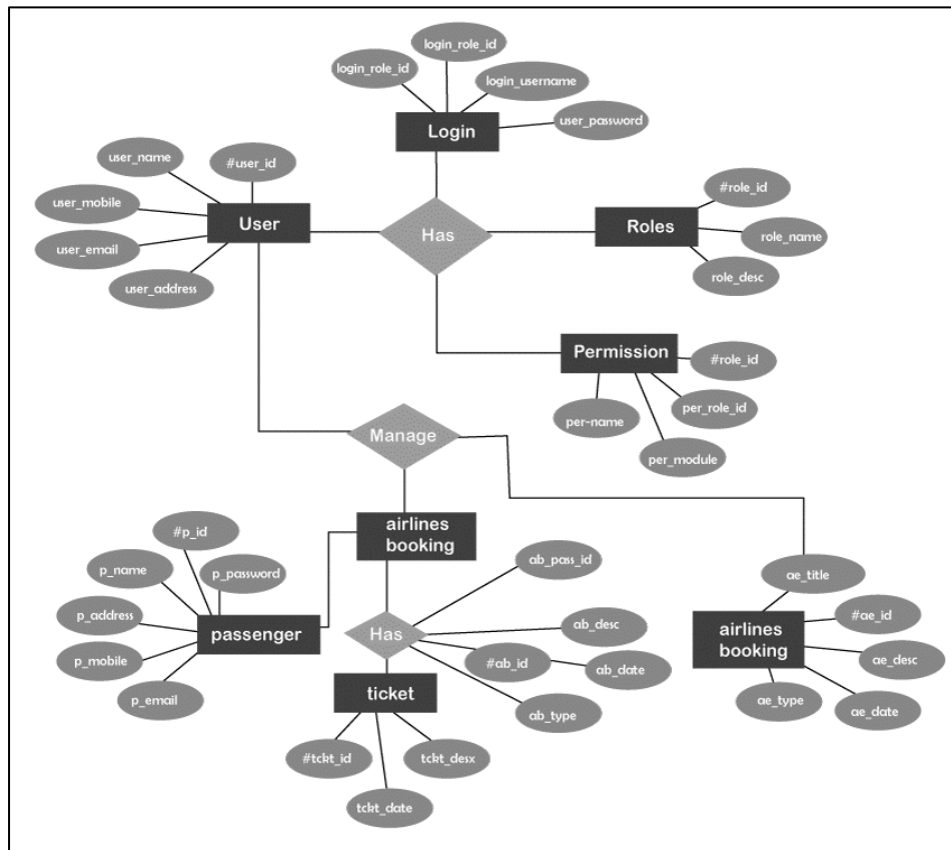 login_role_id
login_role_id
login_username
user_password
Login
user_name
#user_id
user_mobile
user_email
user_address
User
Has
Roles
#role_id
role_name
role_desc
Permission
#role_id
per_role_id
per-name
per_module
Manage
airlines
booking
#p_id
p_name
p_password
p_address
p_mobile
p_email
passenger
Has
ab_pass_id
ab_desc
#ab_id
ab_date
ab_type
ticket
#tckt_id
tckt_desx
tckt_date
ae_title
airlines
booking
#ae_id
ae_desc
ae_type
ae_date